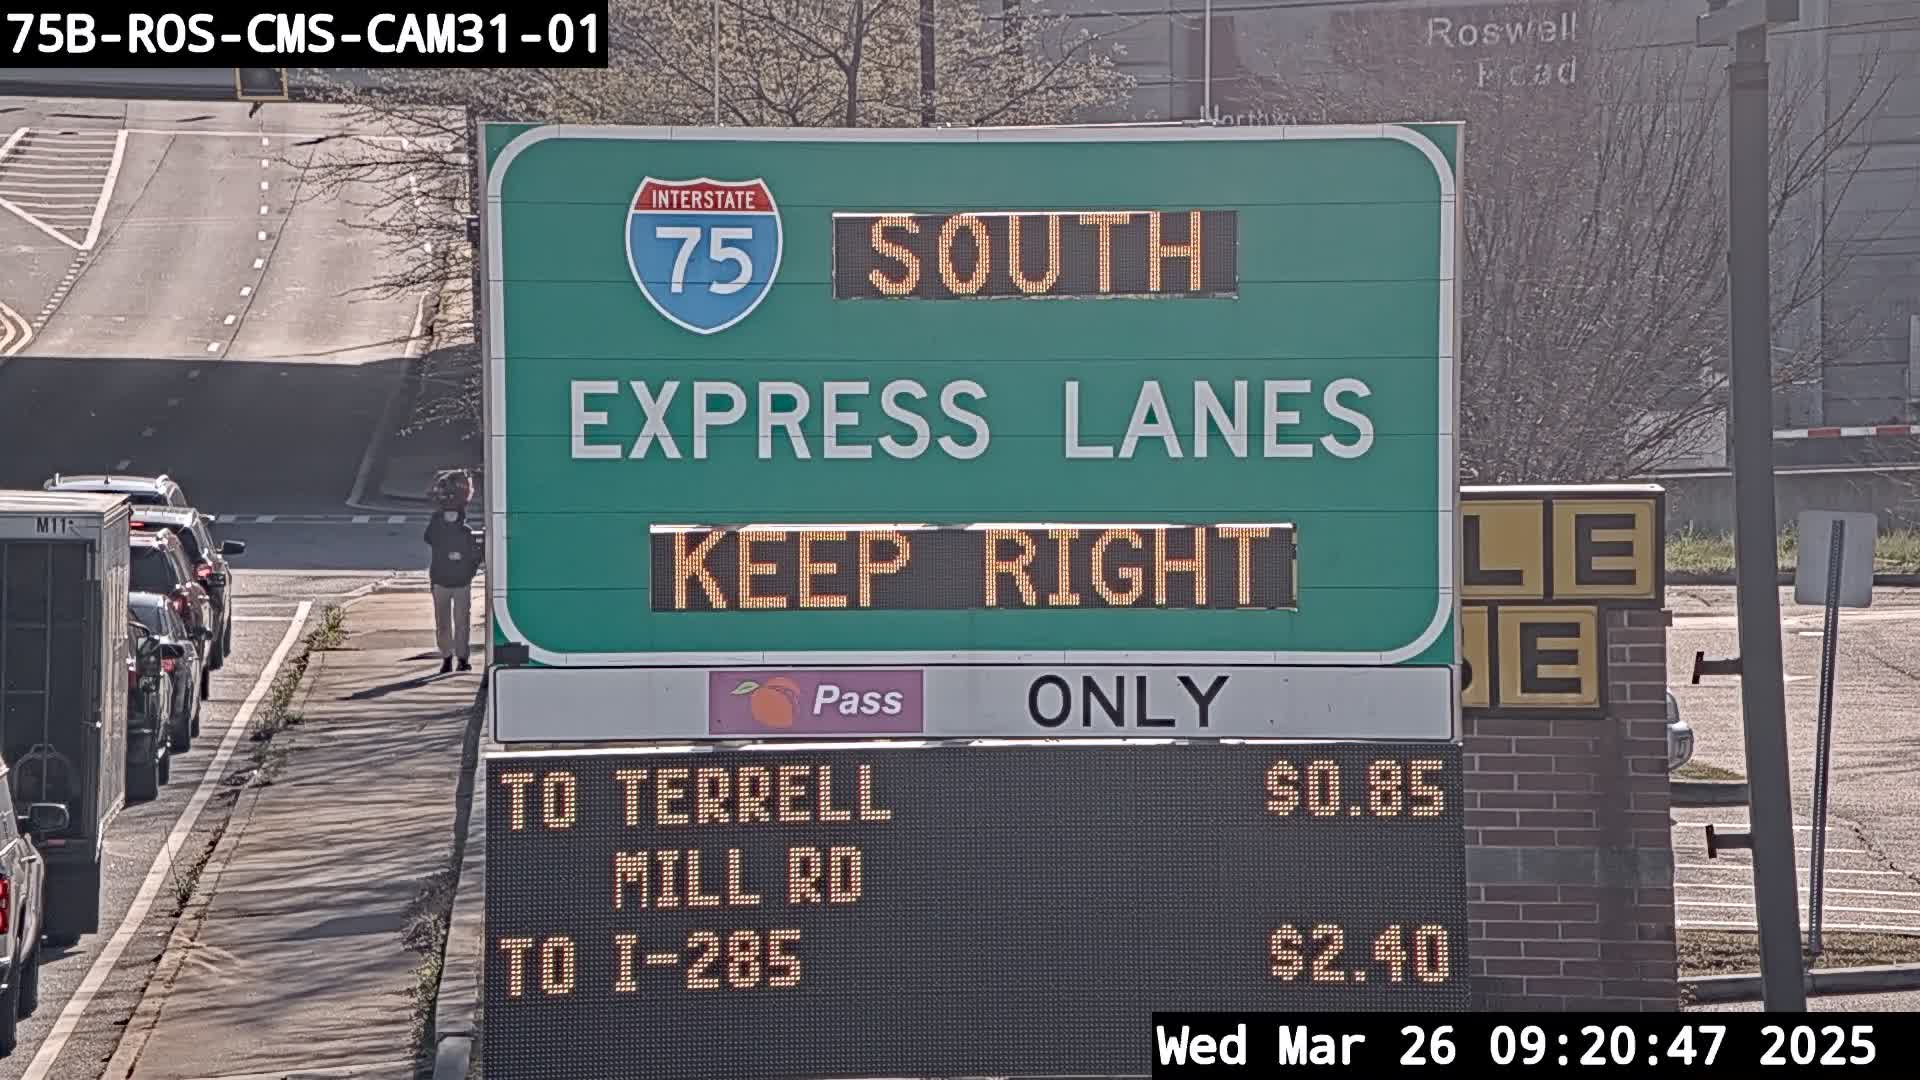 75B-ROS-CMS-CAM31-01
Roswell
Road
INTERSTATE
75
SOUTH
EXPRESS LANES
KEEP RIGHT
Pass ONLY
TO TERRELL $0.85
MILL RD
TO I-285 $2.40
LE
E
Wed Mar 26 09:20:47 2025